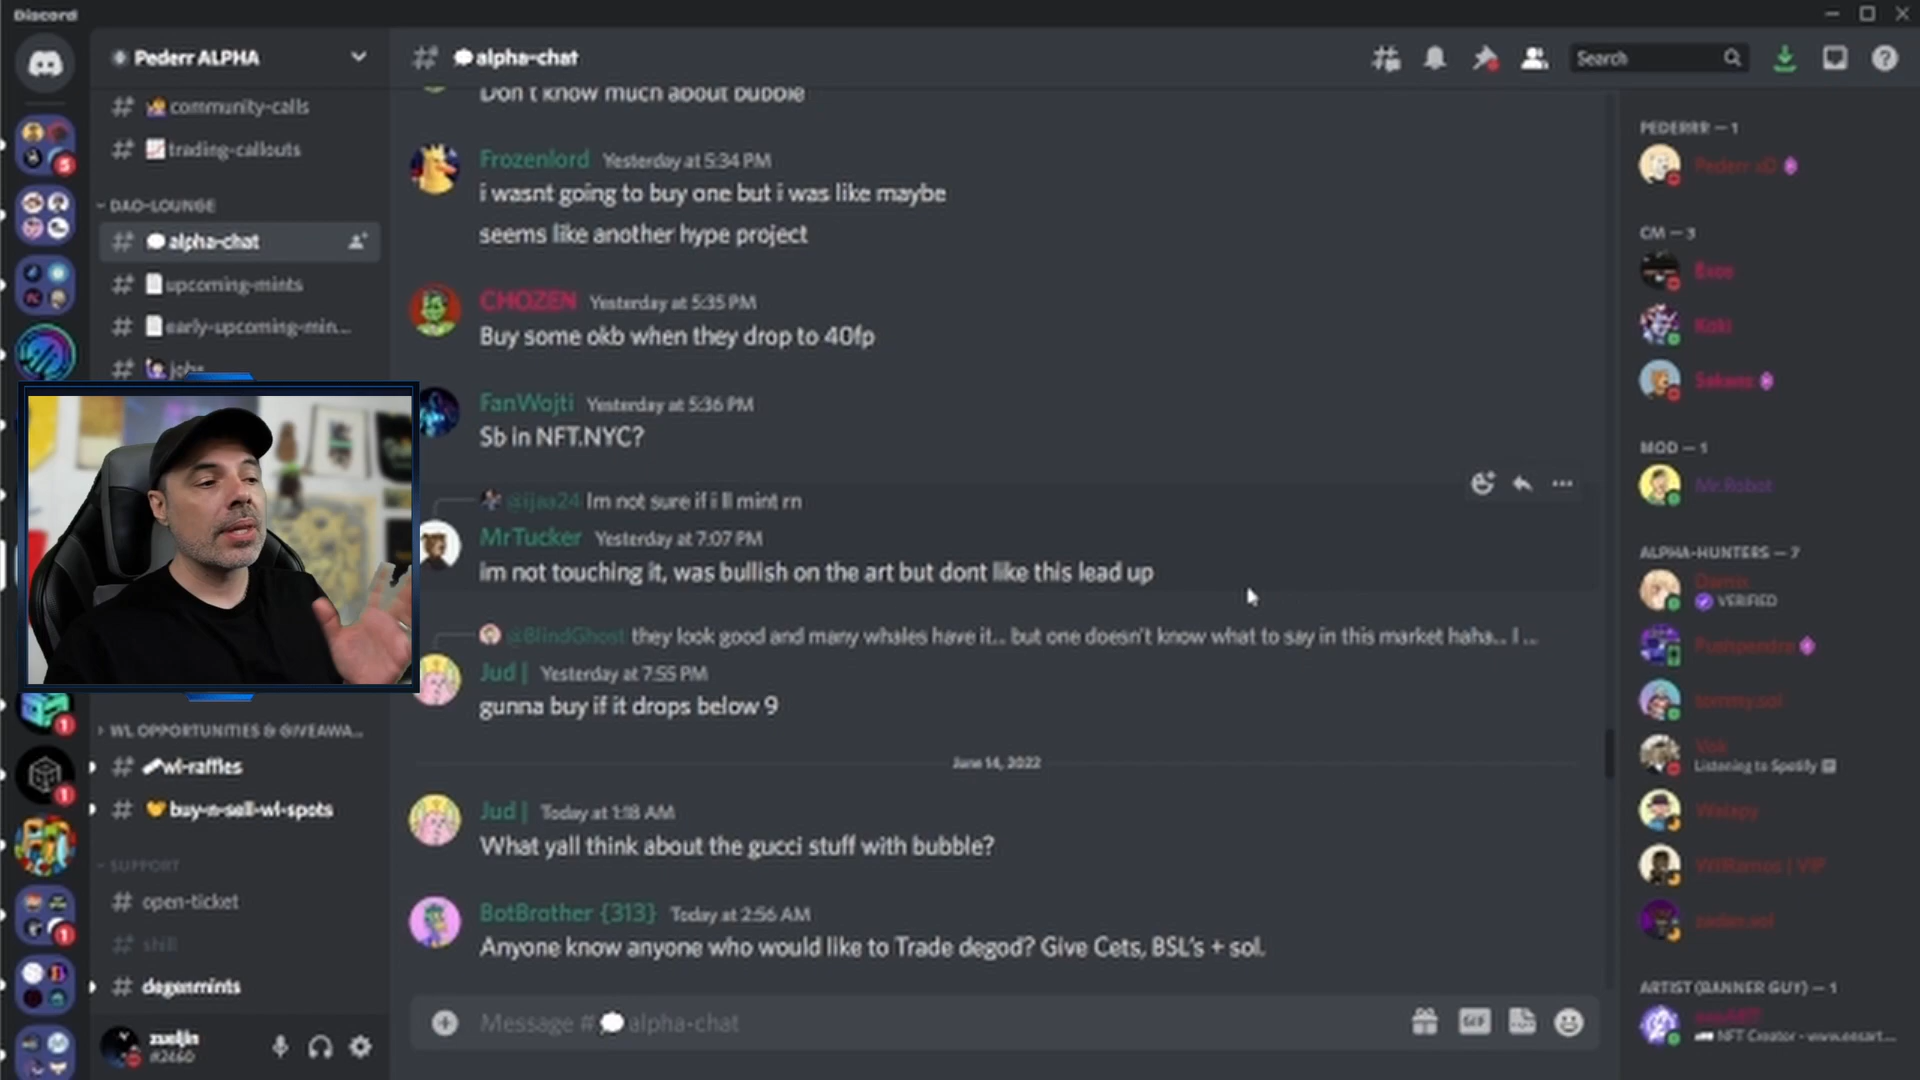 Discord
Pederr ALPHA
community-calls
trading-callouts
DAO-LOUNGE
alpha-chat
upcoming-mints
early-upcoming-min...
jobs
WL OPPORTUNITIES & GIVEAWA...
wl-raffles
buy-n-sell-wl-spots
SUPPORT
open-ticket
shill
degenmints
zueljin
#2460
alpha-chat
Search
Don't know much about bubble
Frozenlord Yesterday at 5:34 PM
i wasnt going to buy one but i was like maybe
seems like another hype project
CHOZEN Yesterday at 5:35 PM
Buy some okb when they drop to 40fp
FanWojti Yesterday at 5:36 PM
Sb in NFT.NYC?
@ijaa24 Im not sure if i ll mint rn
MrTucker Yesterday at 7:07 PM
im not touching it, was bullish on the art but dont like this lead up
@BlindGhost they look good and many whales have it... but one doesn't know what to say in this market haha... I ...
Jud | Yesterday at 7:55 PM
gunna buy if it drops below 9
June 14, 2022
Jud | Today at 1:18 AM
What yall think about the gucci stuff with bubble?
BotBrother {313} Today at 2:56 AM
Anyone know anyone who would like to Trade degod? Give Cets, BSL's + sol.
Message # alpha-chat
GIF
PEDERRR — 1
Pederr xD
CM — 3
Esos
Koki
MOD — 1
Mr.Robot
ALPHA-HUNTERS — 7
VERIFIED
tommy.sol
Vok
Listening to Spotify
ARTIST (BANNER GUY) — 1
NFT Creator -